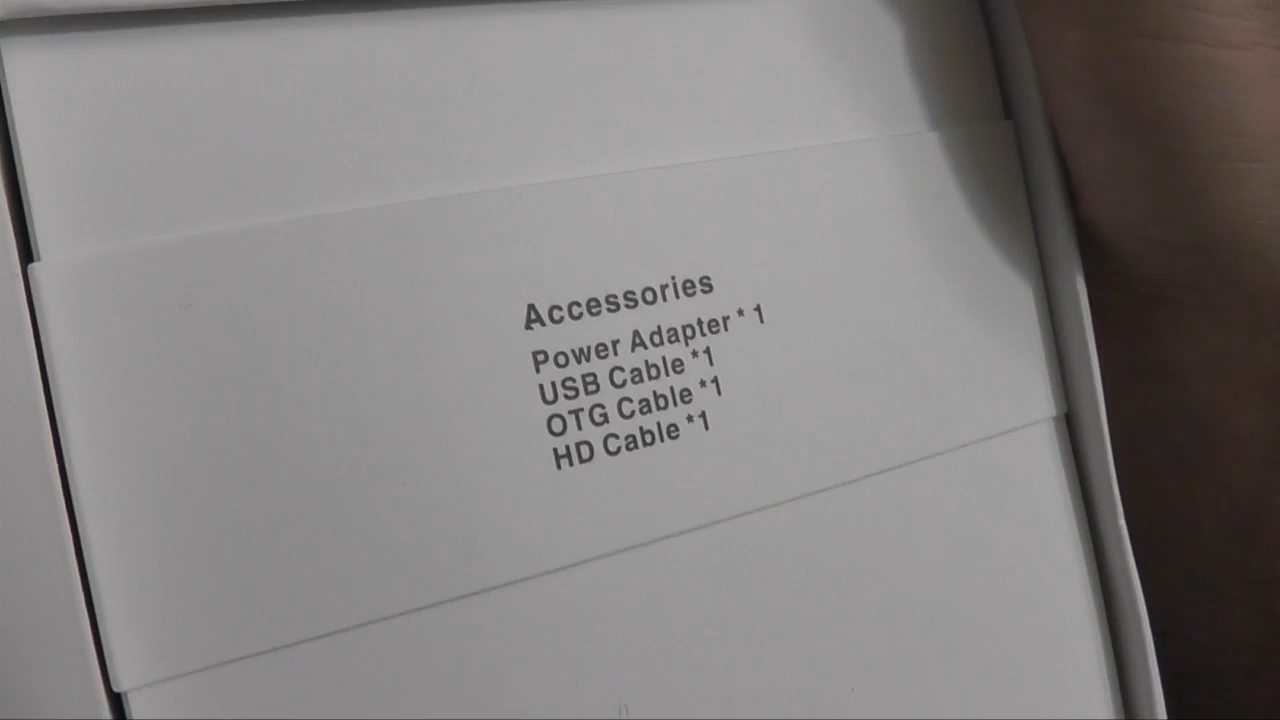 Accessories
Power Adapter * 1
USB Cable *1
OTG Cable *1
HD Cable *1